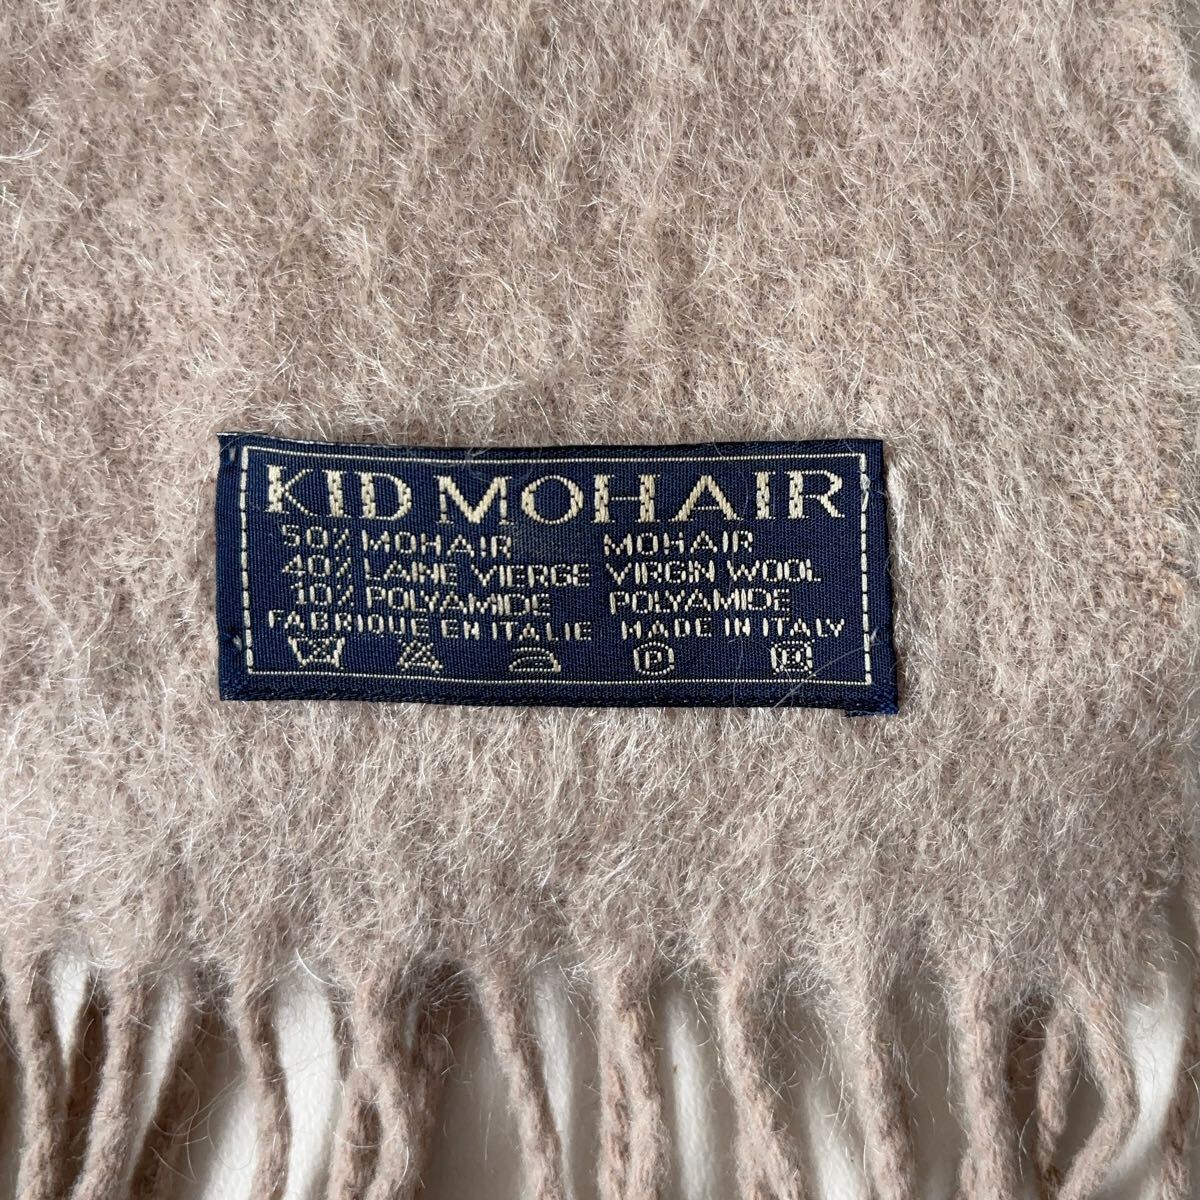 KID MOHAIR
50% MOHAIR MOHAIR
40% LAINE VIERGE VIRGIN WOOL
10% POLYAMIDE POLYAMIDE
FABRIQUE EN ITALIE MADE IN ITALY
P